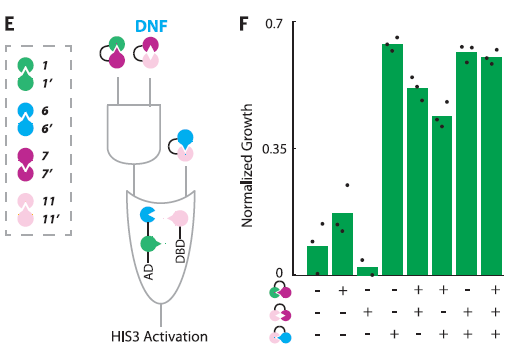 E
DNF
1
1′
6
6′
7
7′
11
11′
AD
DBD
HIS3 Activation
F
Normalized Growth
0.7
0.35
0
- + - - + + - +
- - + - + - + +
- - - + - + + +